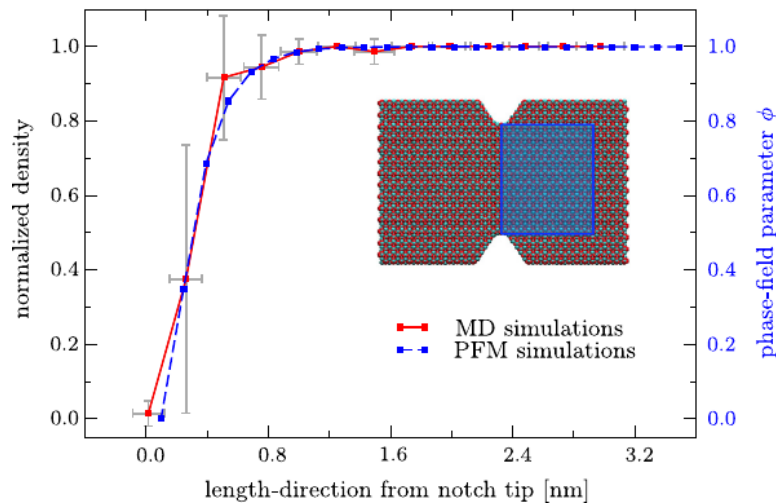 1.0
0.8
0.6
0.4
0.2
0.0
normalized density
1.0
0.8
0.6
0.4
0.2
0.0
phase-field parameter ϕ
MD simulations
PFM simulations
0.0 0.8 1.6 2.4 3.2
length-direction from notch tip [nm]